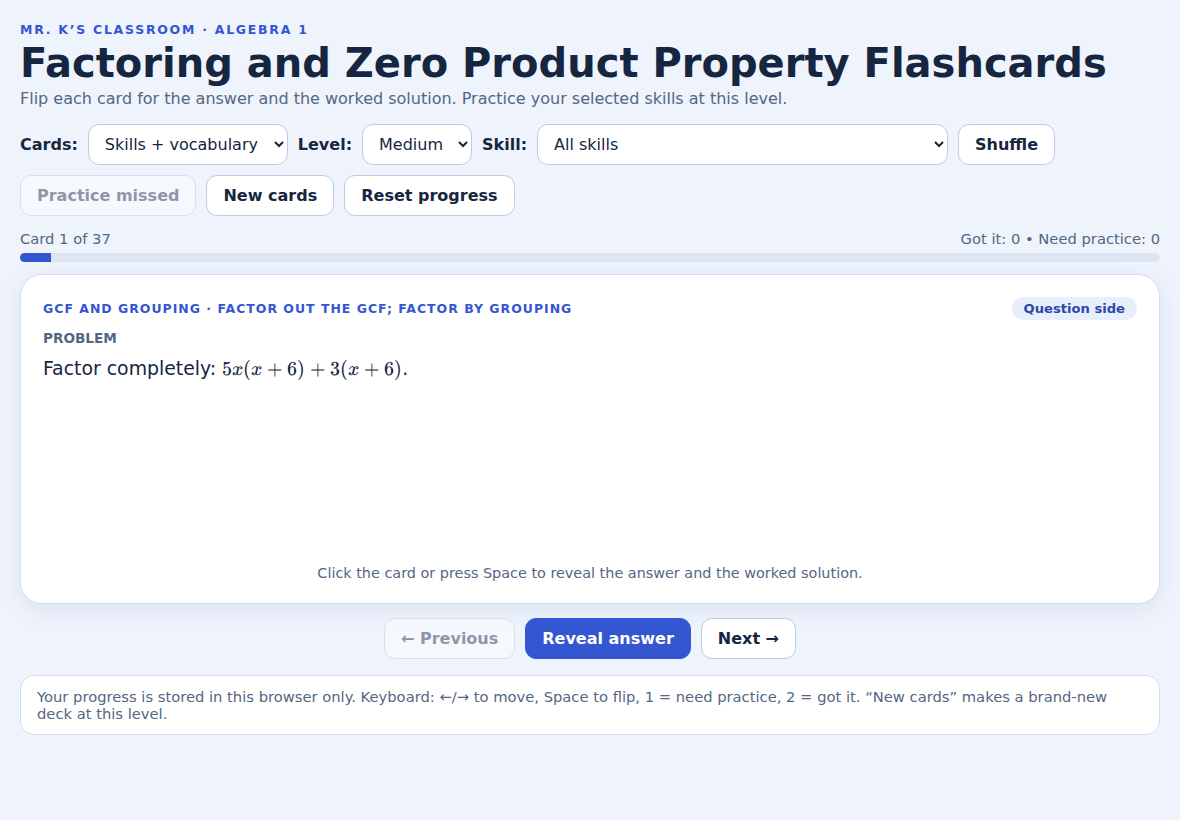 MR. K’S CLASSROOM · ALGEBRA 1
Factoring and Zero Product Property Flashcards
Flip each card for the answer and the worked solution. Practice your selected skills at this level.
Cards: Skills + vocabulary Level: Medium Skill: All skills Shuffle
Practice missed New cards Reset progress
Card 1 of 37 Got it: 0 • Need practice: 0
GCF AND GROUPING · FACTOR OUT THE GCF; FACTOR BY GROUPING Question side
PROBLEM
Factor completely: 5x(x + 6) + 3(x + 6).
Click the card or press Space to reveal the answer and the worked solution.
← Previous Reveal answer Next →
Your progress is stored in this browser only. Keyboard: ←/→ to move, Space to flip, 1 = need practice, 2 = got it. “New cards” makes a brand-new
deck at this level.